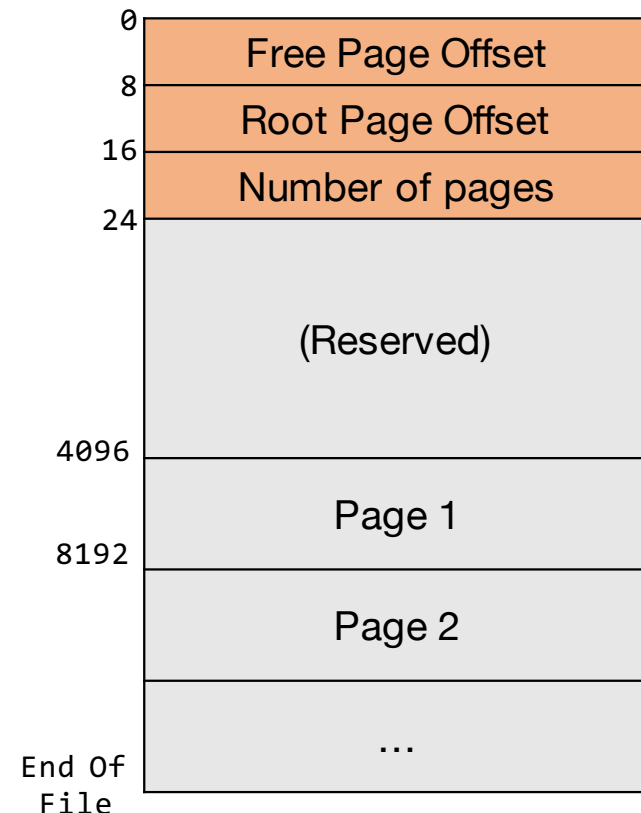 0
Free Page Offset
8
Root Page Offset
16
Number of pages
24
(Reserved)
4096
Page 1
8192
Page 2
...
End Of
File